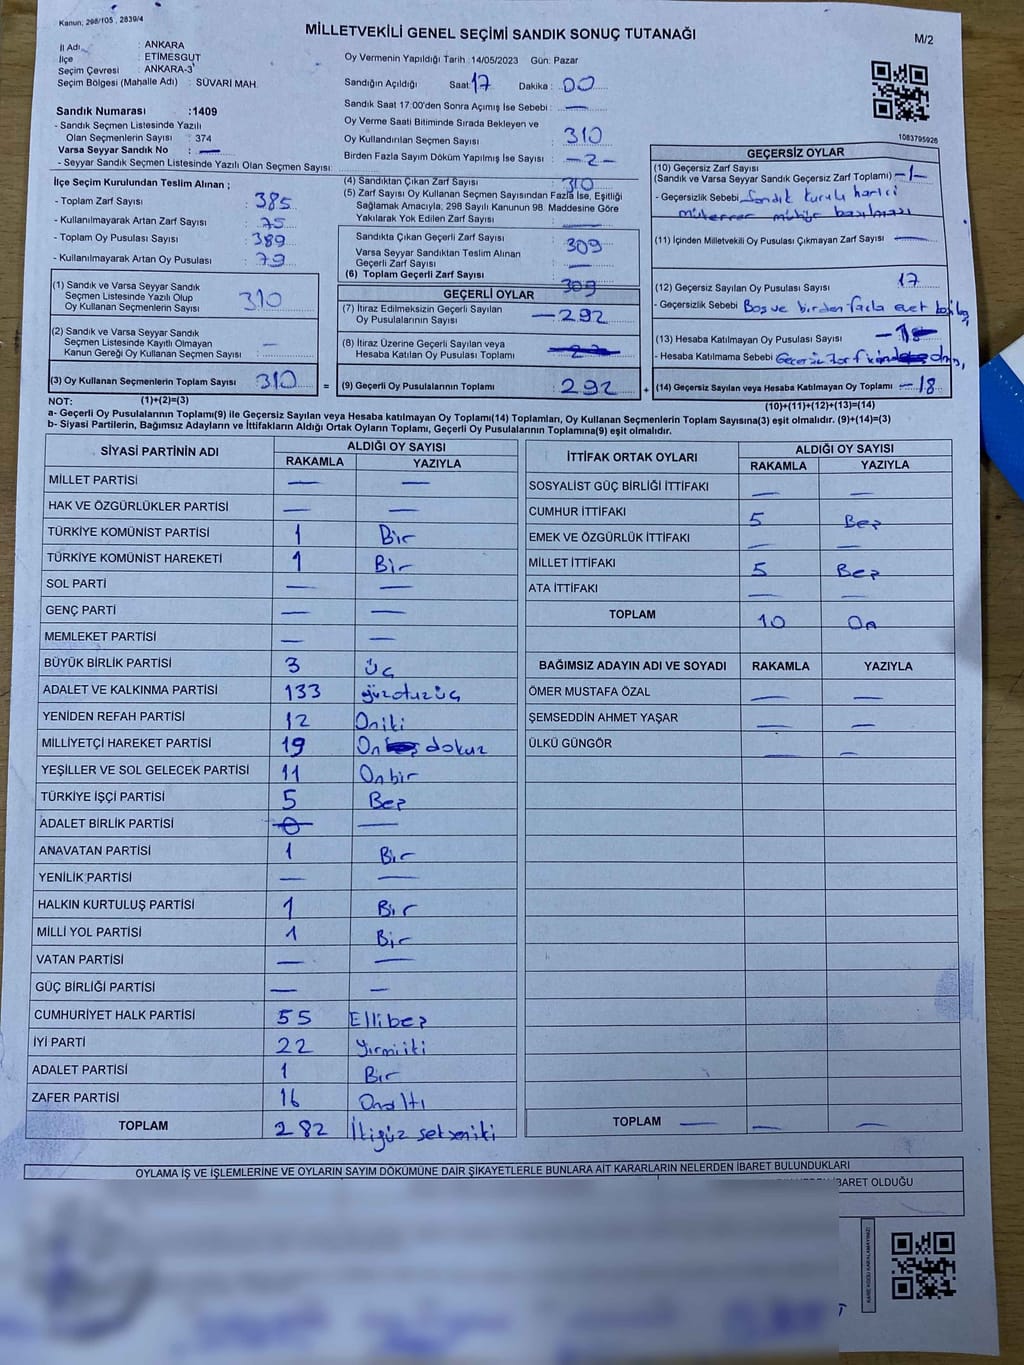 Kanun, 298/105 , 2839/4
MİLLETVEKİLİ GENEL SEÇİMİ SANDIK SONUÇ TUTANAĞI
M/2
İl Adı : ANKARA
İlçe : ETİMESGUT
Seçim Çevresi : ANKARA-3
Seçim Bölgesi (Mahalle Adı) : SÜVARİ MAH.
Sandık Numarası :1409
- Sandık Seçmen Listesinde Yazılı
Olan Seçmenlerin Sayısı : 374
Varsa Seyyar Sandık No : —
- Seyyar Sandık Seçmen Listesinde Yazılı Olan Seçmen Sayısı:
Oy Vermenin Yapıldığı Tarih :14/05/2023 Gün: Pazar
Sandığın Açıldığı Saat: 17 Dakika : 00
Sandık Saat 17:00'den Sonra Açımış İse Sebebi : —
Oy Verme Saati Bitiminde Sırada Bekleyen ve
Oy Kullandırılan Seçmen Sayısı : 310
Birden Fazla Sayım Döküm Yapılmış İse Sayısı : -2-
1083795926
İlçe Seçim Kurulundan Teslim Alınan ;
- Toplam Zarf Sayısı : 385
- Kullanılmayarak Artan Zarf Sayısı : 75
- Toplam Oy Pusulası Sayısı : 389
- Kullanılmayarak Artan Oy Pusulası : 79
(1) Sandık ve Varsa Seyyar Sandık
Seçmen Listesinde Yazılı Olup
Oy Kullanan Seçmen Sayısı : 310
(2) Sandık ve Varsa Seyyar Sandık
Seçmen Listesinde Kayıtlı Olmayan
Kanun Gereği Oy Kullanan Seçmen Sayısı : —
(3) Oy Kullanan Seçmenlerin Toplam Sayısı : 310 =
(4) Sandıktan Çıkan Zarf Sayısı : 310
(5) Zarf Sayısı Oy Kullanan Seçmen Sayısından Fazla İse, Eşitliği
Sağlamak Amacıyla; 298 Sayılı Kanunun 98. Maddesine Göre
Yakılarak Yok Edilen Zarf Sayısı : —
Sandıkta Çıkan Geçerli Zarf Sayısı : 309
Varsa Seyyar Sandıktan Teslim Alınan
Geçerli Zarf Sayısı : —
(6) Toplam Geçerli Zarf Sayısı : 309
GEÇERLİ OYLAR
(7) İtiraz Edilmeksizin Geçerli Sayılan
Oy Pusulalarının Sayısı : -292
(8) İtiraz Üzerine Geçerli Sayılan veya
Hesaba Katılan Oy Pusulası Toplamı :
(9) Geçerli Oy Pusulalarının Toplamı : 292 +
GEÇERSİZ OYLAR
(10) Geçersiz Zarf Sayısı
(Sandık ve Varsa Seyyar Sandık Geçersiz Zarf Toplamı) : -1-
- Geçersizlik Sebebi : Sandık kurulu harici
mükerrer mühür basılması
(11) İçinden Milletvekili Oy Pusulası Çıkmayan Zarf Sayısı : —
(12) Geçersiz Sayılan Oy Pusulası Sayısı : 17
- Geçersizlik Sebebi : Boş ve birden fazla evet
(13) Hesaba Katılmayan Oy Pusulası Sayısı :
- Hesaba Katılmama Sebebi : Geçersiz zarf
(14) Geçersiz Sayılan veya Hesaba Katılmayan Oy Toplamı : -18
NOT: (1)+(2)=(3)
(10)+(11)+(12)+(13)=(14)
a- Geçerli Oy Pusulalarının Toplamı(9) ile Geçersiz Sayılan veya Hesaba katılmayan Oy Toplamı(14) Toplamları, Oy Kullanan Seçmenlerin Toplam Sayısına(3) eşit olmalıdır. (9)+(14)=(3)
b- Siyasi Partilerin, Bağımsız Adayların ve İttifakların Aldığı Ortak Oyların Toplamı, Geçerli Oy Pusulalarının Toplamına(9) eşit olmalıdır.
SİYASİ PARTİNİN ADI ALDIĞI OY SAYISI
RAKAMLA YAZIYLA
MİLLET PARTİSİ — —
HAK VE ÖZGÜRLÜKLER PARTİSİ — —
TÜRKİYE KOMÜNİST PARTİSİ 1 Bir
TÜRKİYE KOMÜNİST HAREKETİ 1 Bir
SOL PARTİ — —
GENÇ PARTİ — —
MEMLEKET PARTİSİ — —
BÜYÜK BİRLİK PARTİSİ 3 Üç
ADALET VE KALKINMA PARTİSİ 133 yüzotuzüç
YENİDEN REFAH PARTİSİ 12 Oniki
MİLLİYETÇİ HAREKET PARTİSİ 19 On dokuz
YEŞİLLER VE SOL GELECEK PARTİSİ 11 Onbir
TÜRKİYE İŞÇİ PARTİSİ 5 Beş
ADALET BİRLİK PARTİSİ 0 —
ANAVATAN PARTİSİ 1 Bir
YENİLİK PARTİSİ — —
HALKIN KURTULUŞ PARTİSİ 1 Bir
MİLLİ YOL PARTİSİ 1 Bir
VATAN PARTİSİ — —
GÜÇ BİRLİĞİ PARTİSİ — —
CUMHURİYET HALK PARTİSİ 55 Ellibeş
İYİ PARTİ 22 Yirmiiki
ADALET PARTİSİ 1 Bir
ZAFER PARTİSİ 16 Onaltı
TOPLAM 282 İkiyüz sekseniki
İTTİFAK ORTAK OYLARI ALDIĞI OY SAYISI
RAKAMLA YAZIYLA
SOSYALİST GÜÇ BİRLİĞİ İTTİFAKI — —
CUMHUR İTTİFAKI 5 Beş
EMEK VE ÖZGÜRLÜK İTTİFAKI — —
MİLLET İTTİFAKI 5 Beş
ATA İTTİFAKI — —
TOPLAM 10 On
BAĞIMSIZ ADAYIN ADI VE SOYADI RAKAMLA YAZIYLA
ÖMER MUSTAFA ÖZAL — —
ŞEMSEDDİN AHMET YAŞAR — —
ÜLKÜ GÜNGÖR — —
TOPLAM — — —
OYLAMA İŞ VE İŞLEMLERİNE VE OYLARIN SAYIM DÖKÜMÜNE DAİR ŞİKAYETLERLE BUNLARA AİT KARARLARIN NELERDEN İBARET BULUNDUKLARI
İBARET OLDUĞU
KARE KODU KARALAMAYINIZ!